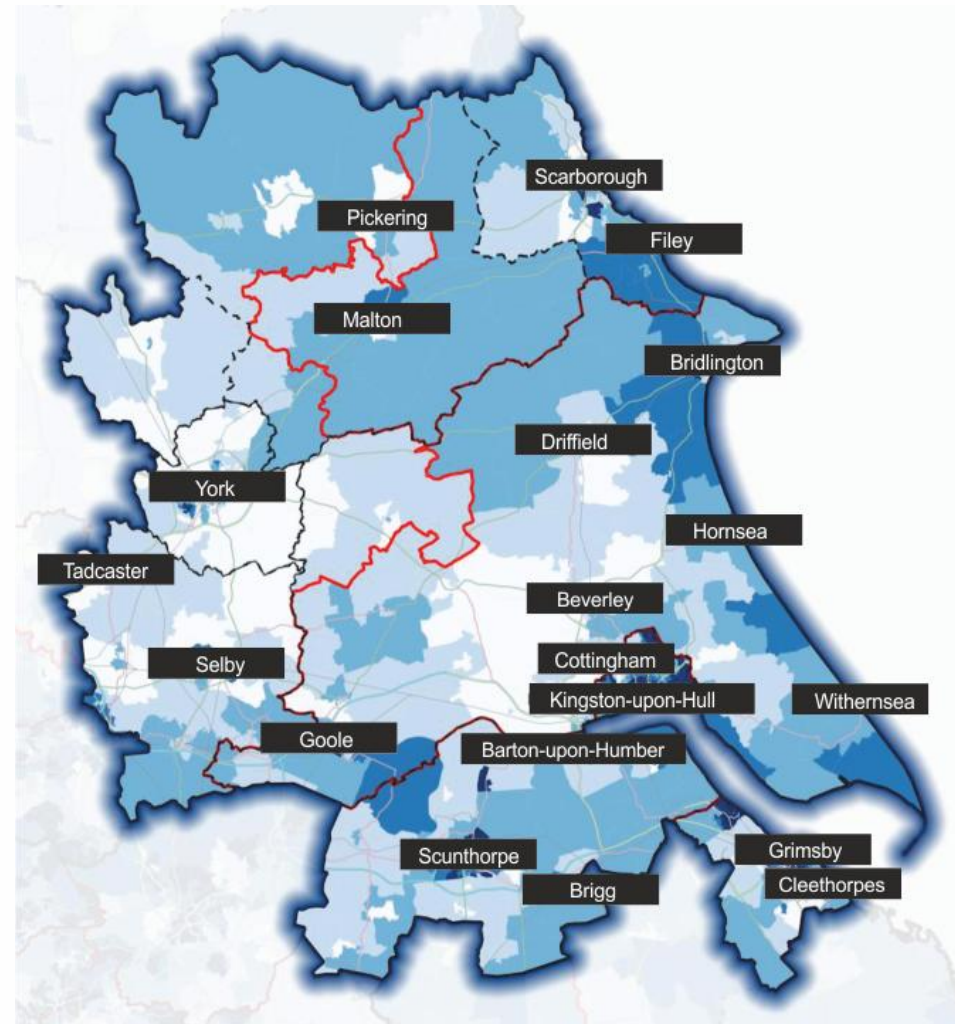 Scarborough
Pickering
Filey
Malton
Bridlington
Driffield
York
Hornsea
Tadcaster
Beverley
Cottingham
Selby
Kingston-upon-Hull
Withernsea
Goole
Barton-upon-Humber
Scunthorpe
Grimsby
Brigg
Cleethorpes